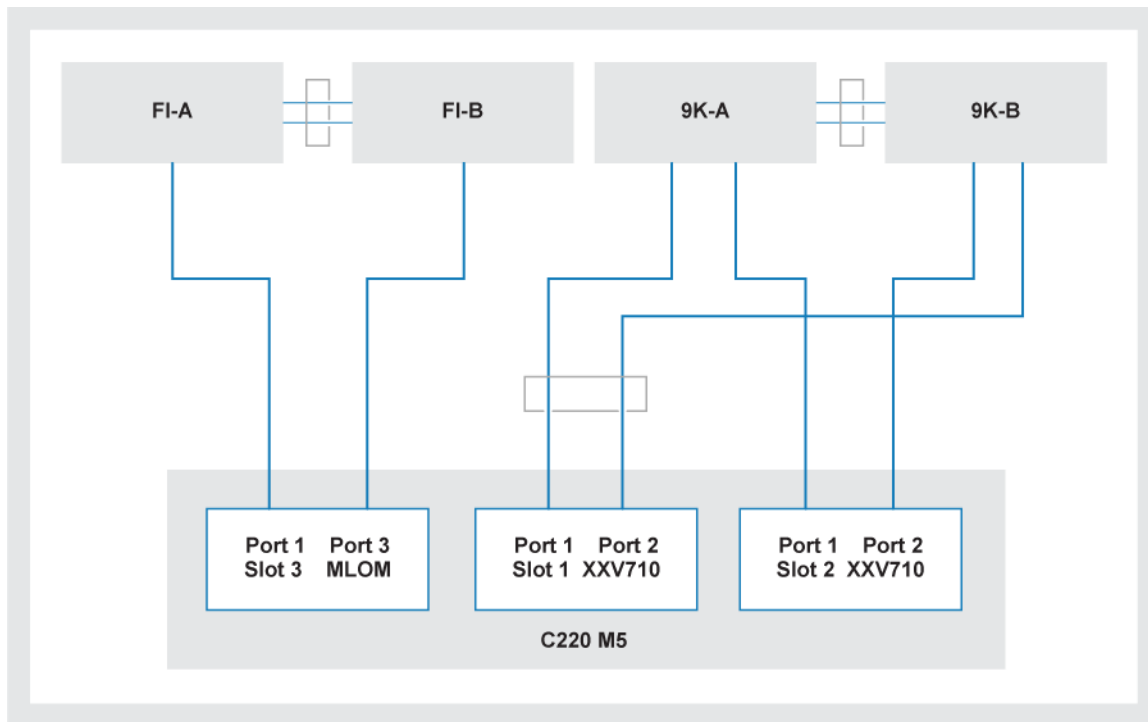 FI-A
FI-B
9K-A
9K-B
Port 1 Port 3
Slot 3 MLOM
Port 1 Port 2
Slot 1 XXV710
Port 1 Port 2
Slot 2 XXV710
C220 M5